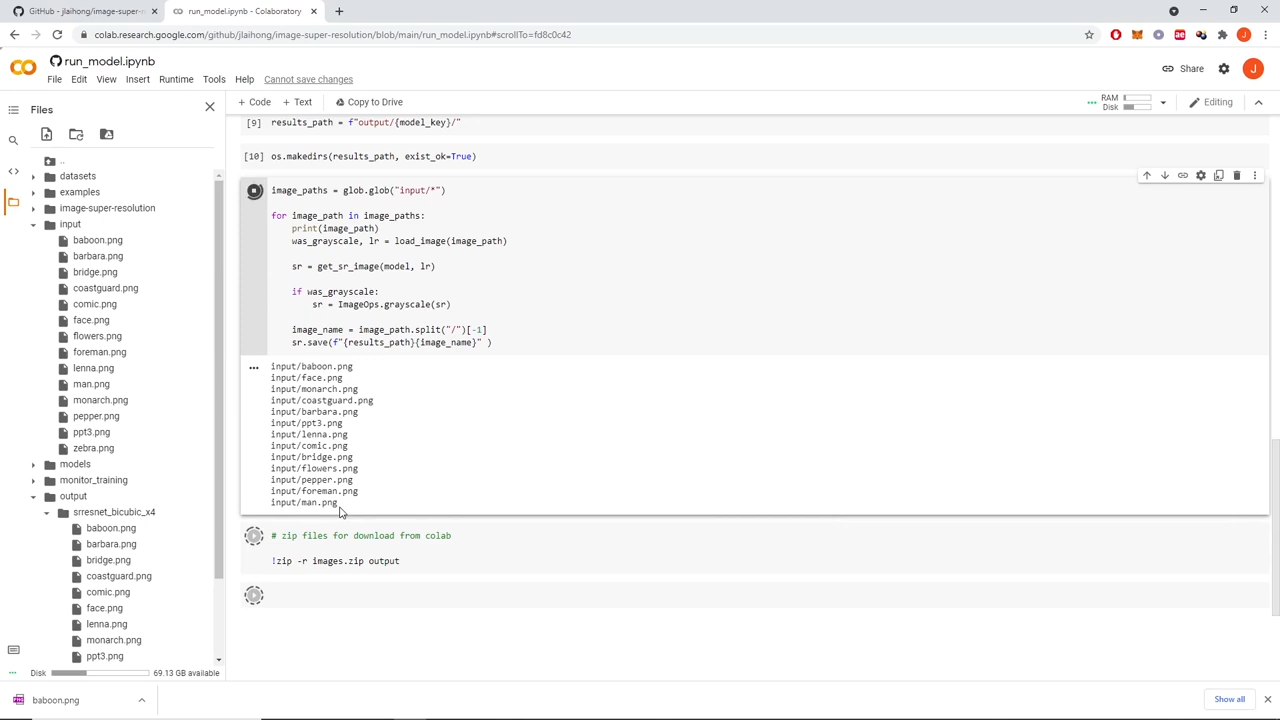 GitHub - jlaihong/image-super-r
run_model.ipynb - Colaboratory
colab.research.google.com/github/jlaihong/image-super-resolution/blob/main/run_model.ipynb#scrollTo=fd8c0c42
J
run_model.ipynb
Share
J
File Edit View Insert Runtime Tools Help Cannot save changes
+ Code + Text Copy to Drive
RAM
Disk
Editing
Files
..
datasets
examples
image-super-resolution
input
baboon.png
barbara.png
bridge.png
coastguard.png
comic.png
face.png
flowers.png
foreman.png
lenna.png
man.png
monarch.png
pepper.png
ppt3.png
zebra.png
models
monitor_training
output
srresnet_bicubic_x4
baboon.png
barbara.png
bridge.png
coastguard.png
comic.png
face.png
lenna.png
monarch.png
ppt3.png
Disk 69.13 GB available
[9] results_path = f"output/{model_key}/"
[10] os.makedirs(results_path, exist_ok=True)
image_paths = glob.glob("input/*")
for image_path in image_paths:
print(image_path)
was_grayscale, lr = load_image(image_path)
sr = get_sr_image(model, lr)
if was_grayscale:
sr = ImageOps.grayscale(sr)
image_name = image_path.split("/")[-1]
sr.save(f"{results_path}{image_name}" )
input/baboon.png
input/face.png
input/monarch.png
input/coastguard.png
input/barbara.png
input/ppt3.png
input/lenna.png
input/comic.png
input/bridge.png
input/flowers.png
input/pepper.png
input/foreman.png
input/man.png
# zip files for download from colab
!zip -r images.zip output
baboon.png
Show all